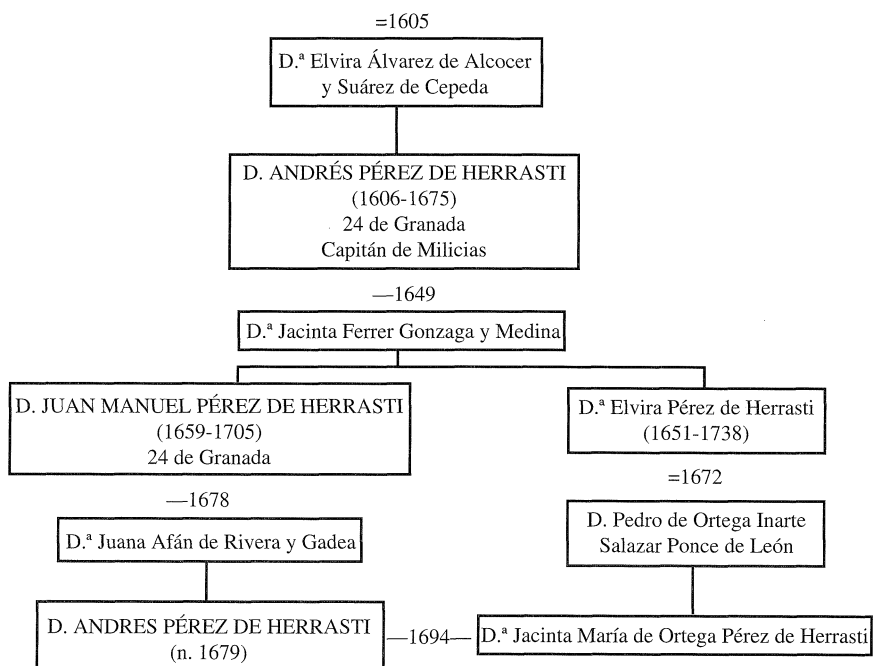 =1605
D.ª Elvira Álvarez de Alcocer
y Suárez de Cepeda
D. ANDRÉS PÉREZ DE HERRASTI
(1606-1675)
24 de Granada
Capitán de Milicias
—1649
D.ª Jacinta Ferrer Gonzaga y Medina
D. JUAN MANUEL PÉREZ DE HERRASTI
(1659-1705)
24 de Granada
D.ª Elvira Pérez de Herrasti
(1651-1738)
—1678
=1672
D.ª Juana Afán de Rivera y Gadea
D. Pedro de Ortega Inarte
Salazar Ponce de León
D. ANDRES PÉREZ DE HERRASTI
(n. 1679)
—1694—
D.ª Jacinta María de Ortega Pérez de Herrasti